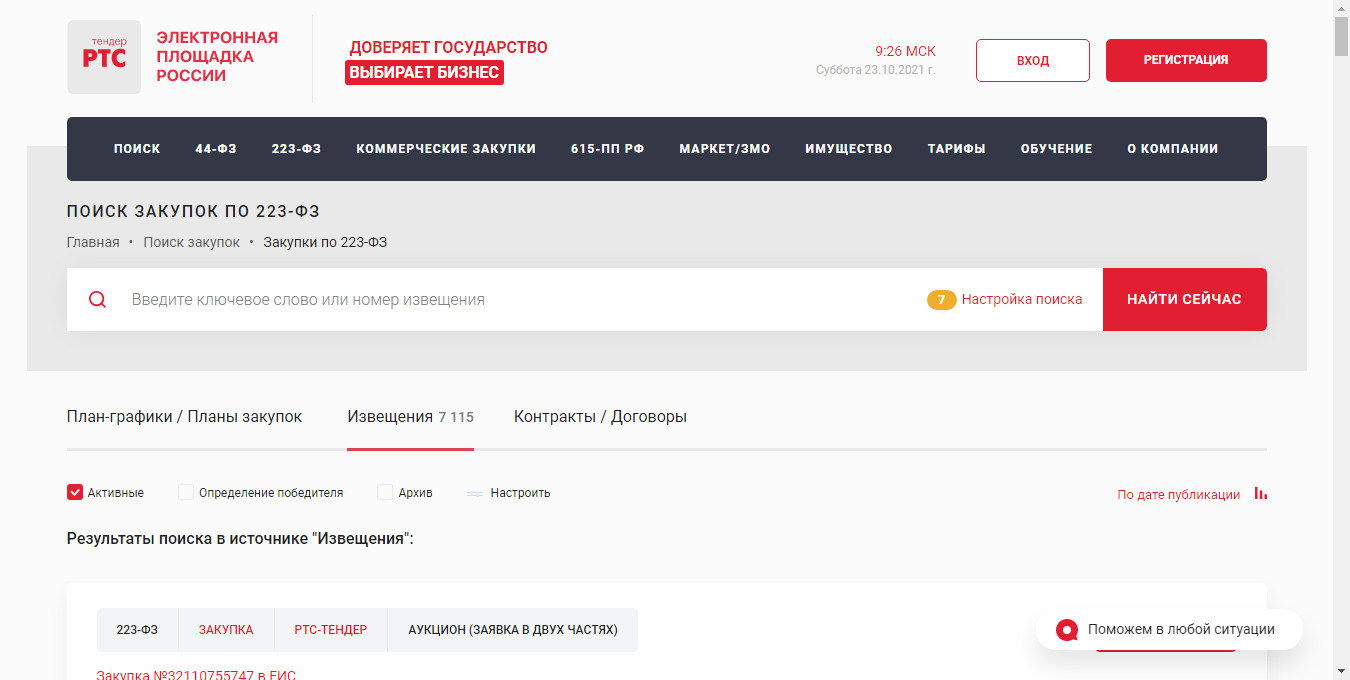 тендер
РТС
ЭЛЕКТРОННАЯ
ПЛОЩАДКА
РОССИИ
ДОВЕРЯЕТ ГОСУДАРСТВО
ВЫБИРАЕТ БИЗНЕС
9:26 МСК
Суббота 23.10.2021 г.
ВХОД
РЕГИСТРАЦИЯ
ПОИСК 44-ФЗ 223-ФЗ КОММЕРЧЕСКИЕ ЗАКУПКИ 615-ПП РФ МАРКЕТ/ЗМО ИМУЩЕСТВО ТАРИФЫ ОБУЧЕНИЕ О КОМПАНИИ
ПОИСК ЗАКУПОК ПО 223-ФЗ
Главная • Поиск закупок • Закупки по 223-ФЗ
Введите ключевое слово или номер извещения 7 Настройка поиска НАЙТИ СЕЙЧАС
План-графики / Планы закупок Извещения 7 115 Контракты / Договоры
Активные Определение победителя Архив Настроить По дате публикации
Результаты поиска в источнике "Извещения":
223-ФЗ ЗАКУПКА РТС-ТЕНДЕР АУКЦИОН (ЗАЯВКА В ДВУХ ЧАСТЯХ)
Поможем в любой ситуации
Закупка №32110755747 в ЕИС